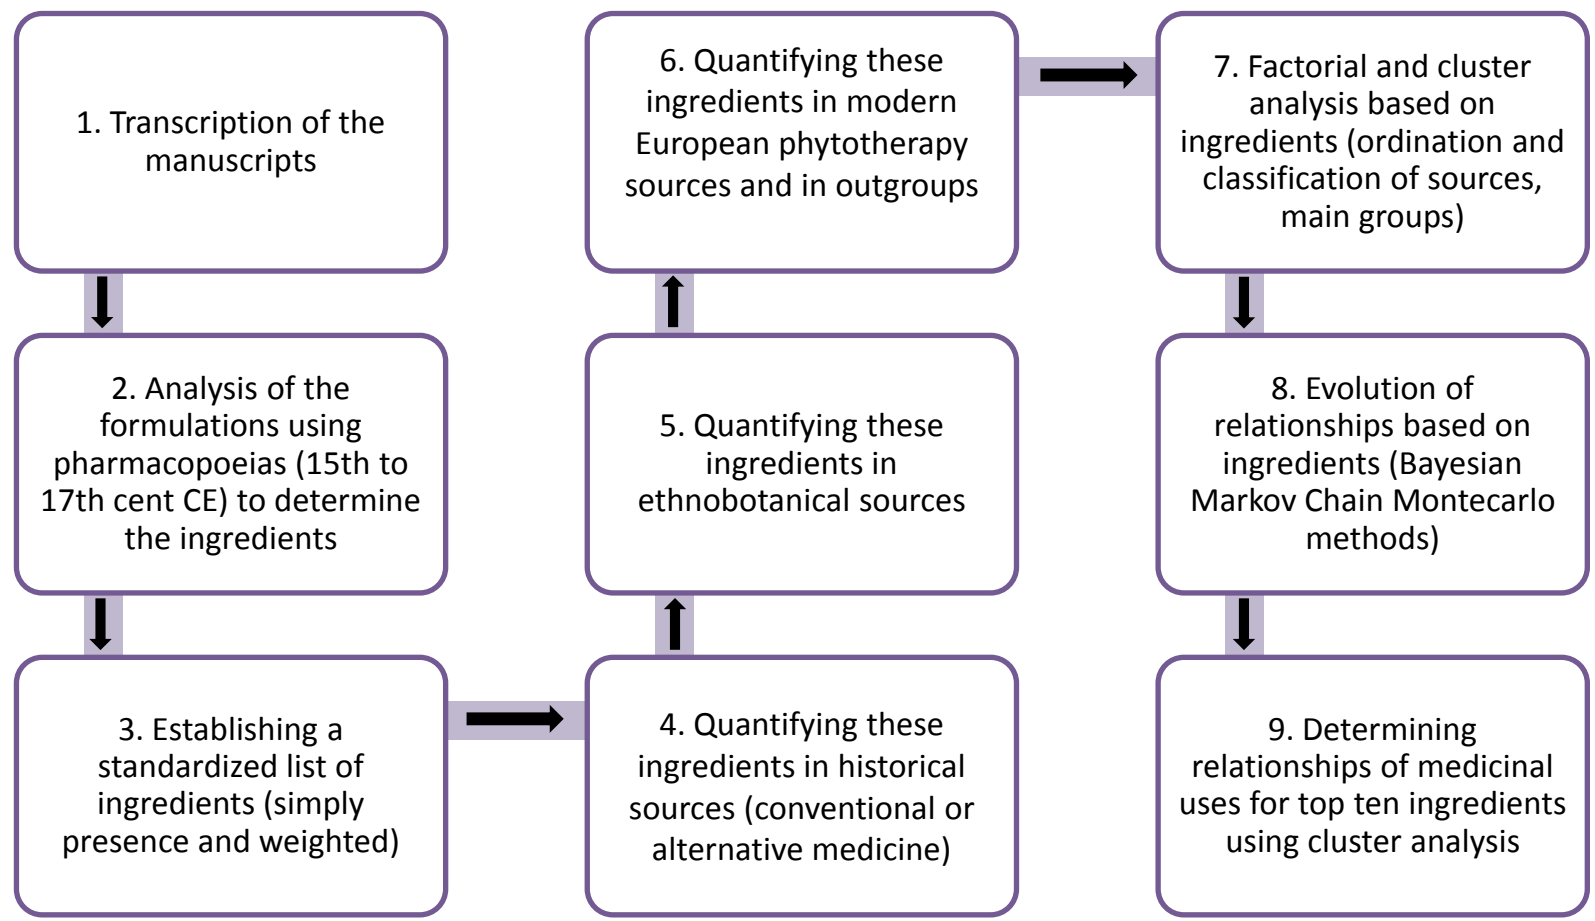 1. Transcription of the
manuscripts
2. Analysis of the
formulations using
pharmacopoeias (15th to
17th cent CE) to determine
the ingredients
3. Establishing a
standardized list of
ingredients (simply
presence and weighted)
4. Quantifying these
ingredients in historical
sources (conventional or
alternative medicine)
5. Quantifying these
ingredients in
ethnobotanical sources
6. Quantifying these
ingredients in modern
European phytotherapy
sources and in outgroups
7. Factorial and cluster
analysis based on
ingredients (ordination and
classification of sources,
main groups)
8. Evolution of
relationships based on
ingredients (Bayesian
Markov Chain Montecarlo
methods)
9. Determining
relationships of medicinal
uses for top ten ingredients
using cluster analysis